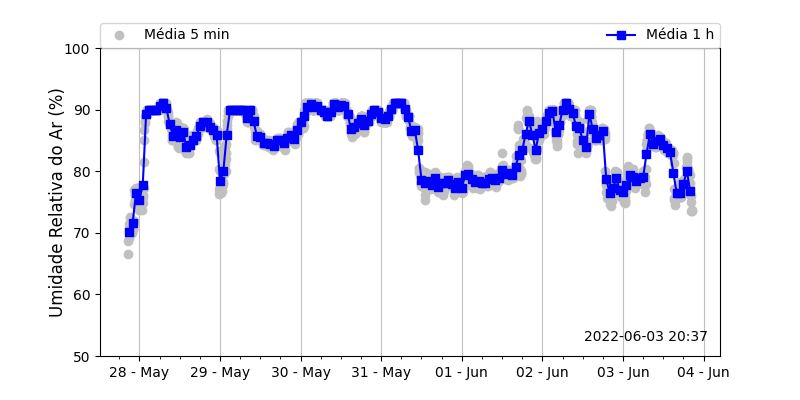 Média 5 min
Média 1 h
Umidade Relativa do Ar (%)
100
90
80
70
60
50
2022-06-03 20:37
28 - May
29 - May
30 - May
31 - May
01 - Jun
02 - Jun
03 - Jun
04 - Jun